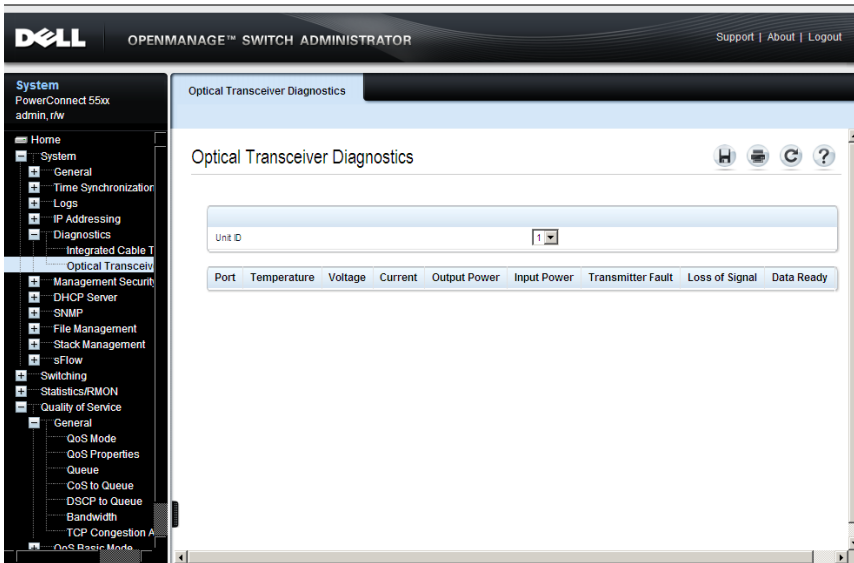 DELL
OPENMANAGE™ SWITCH ADMINISTRATOR
Support | About | Logout
System
PowerConnect 55xx
admin, r/w
Optical Transceiver Diagnostics
Home
System
General
Time Synchronization
Logs
IP Addressing
Diagnostics
Integrated Cable T
Optical Transceiv
Management Securit
DHCP Server
SNMP
File Management
Stack Management
sFlow
Switching
Statistics/RMON
Quality of Service
General
QoS Mode
QoS Properties
Queue
CoS to Queue
DSCP to Queue
Bandwidth
TCP Congestion A
QoS Basic Mode
Optical Transceiver Diagnostics
Unit ID 1
Port Temperature Voltage Current Output Power Input Power Transmitter Fault Loss of Signal Data Ready